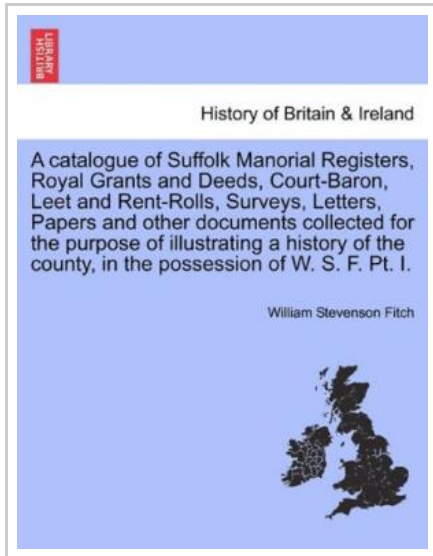 BRITISH
LIBRARY
History of Britain & Ireland
A catalogue of Suffolk Manorial Registers,
Royal Grants and Deeds, Court-Baron,
Leet and Rent-Rolls, Surveys, Letters,
Papers and other documents collected for
the purpose of illustrating a history of the
county, in the possession of W. S. F. Pt. I.
William Stevenson Fitch